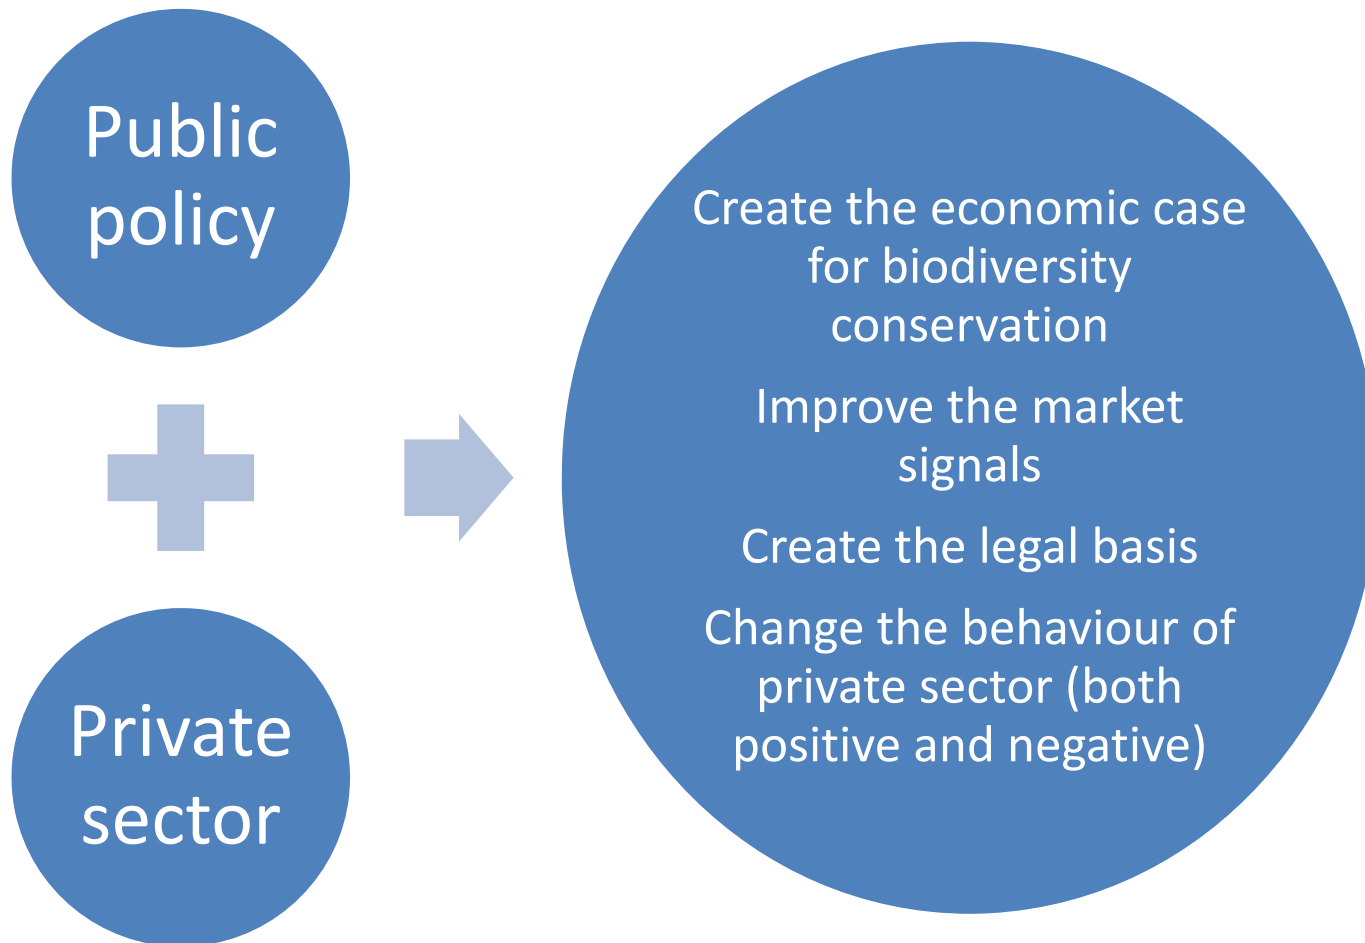 Public
policy
Private
sector
Create the economic case
for biodiversity
conservation
Improve the market
signals
Create the legal basis
Change the behaviour of
private sector (both
positive and negative)